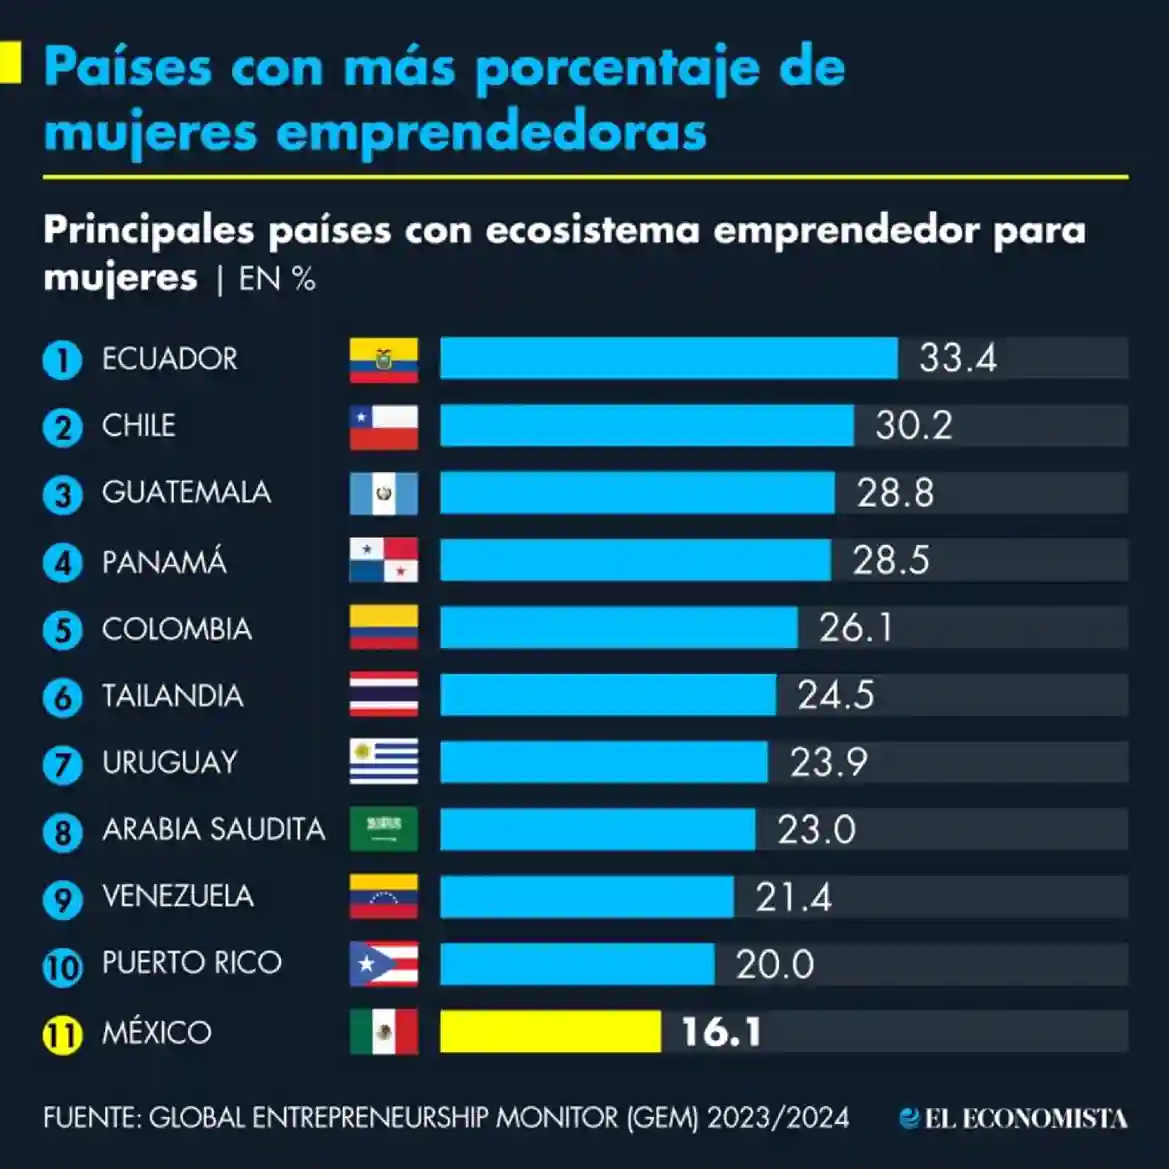 Países con más porcentaje de
mujeres emprendedoras
Principales países con ecosistema emprendedor para
mujeres | EN %
1 ECUADOR 33.4
2 CHILE 30.2
3 GUATEMALA 28.8
4 PANAMÁ 28.5
5 COLOMBIA 26.1
6 TAILANDIA 24.5
7 URUGUAY 23.9
8 ARABIA SAUDITA 23.0
9 VENEZUELA 21.4
10 PUERTO RICO 20.0
11 MÉXICO 16.1
FUENTE: GLOBAL ENTREPRENEURSHIP MONITOR (GEM) 2023/2024 EL ECONOMISTA